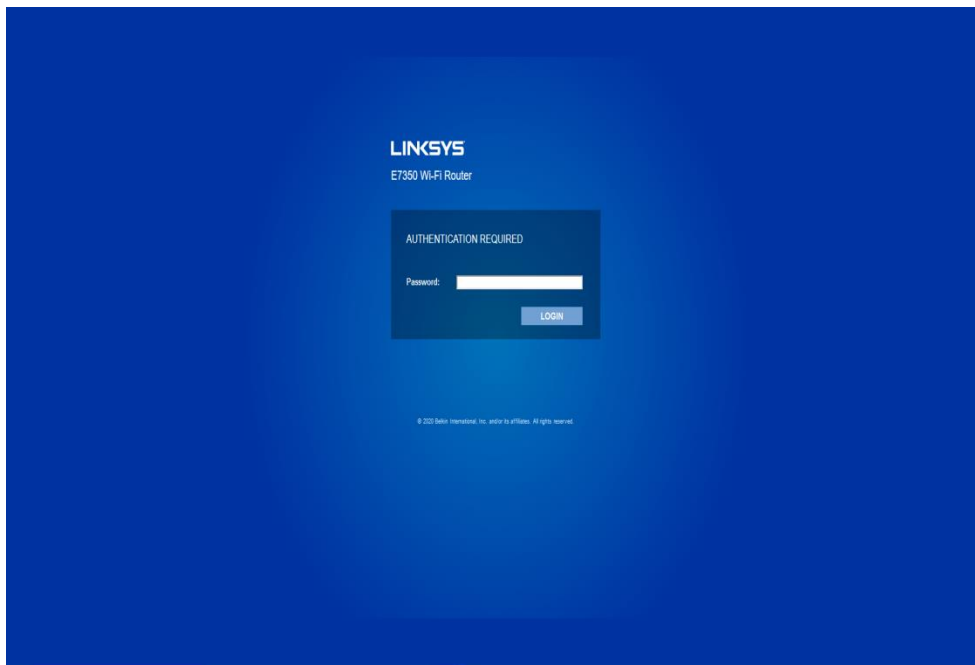 LINKSYS
E7350 Wi-Fi Router
AUTHENTICATION REQUIRED
Password:
LOGIN
© 2020 Belkin International, Inc. and/or its affiliates. All rights reserved.